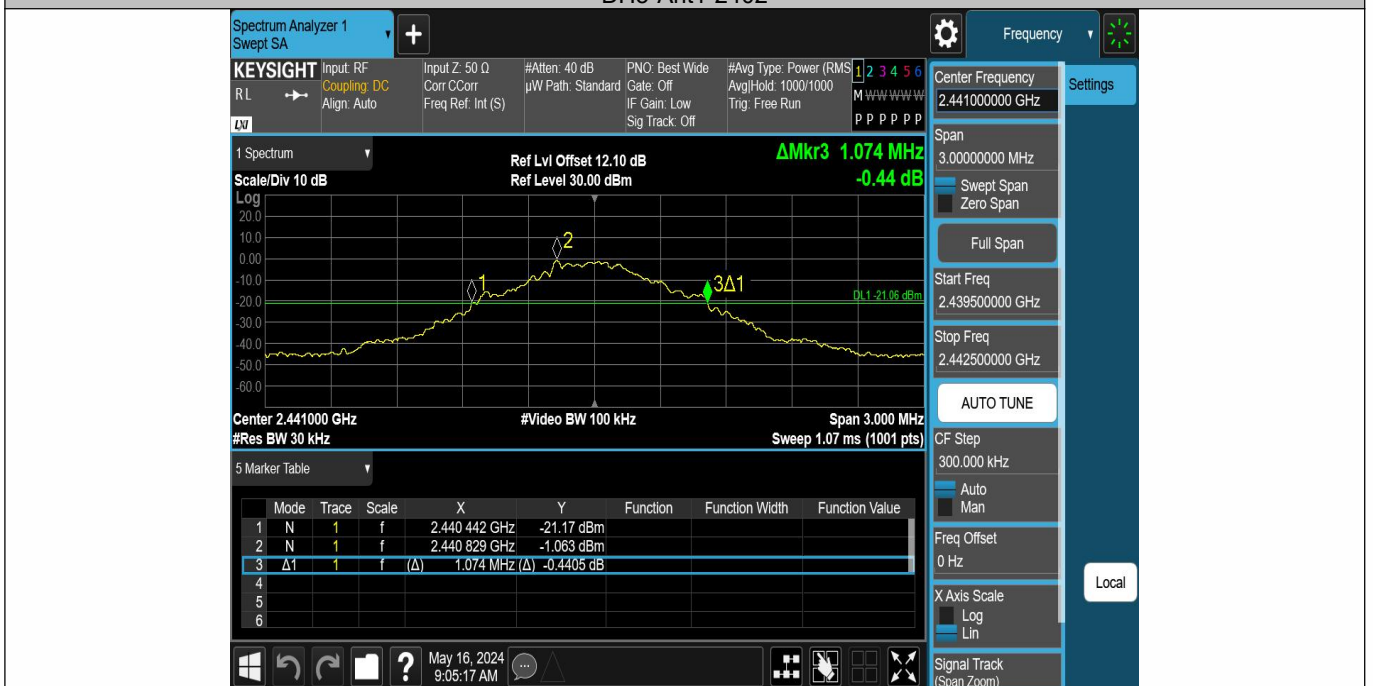 Spectrum Analyzer 1
Swept SA
+
Frequency
KEYSIGHT
RL
LXI
Input: RF
Coupling: DC
Align: Auto
Input Z: 50 Ω
Corr CCorr
Freq Ref: Int (S)
#Atten: 40 dB
µW Path: Standard
PNO: Best Wide
Gate: Off
IF Gain: Low
Sig Track: Off
#Avg Type: Power (RMS
Avg|Hold: 1000/1000
Trig: Free Run
1 2 3 4 5 6
M W W W W W
P P P P P P
1 Spectrum
Scale/Div 10 dB
Ref Lvl Offset 12.10 dB
Ref Level 30.00 dBm
ΔMkr3 1.074 MHz
-0.44 dB
Log
20.0
10.0
0.00
-10.0
-20.0
-30.0
-40.0
-50.0
-60.0
2
1
3Δ1
DL1 -21.06 dBm
Center 2.441000 GHz
#Video BW 100 kHz
Span 3.000 MHz
#Res BW 30 kHz
Sweep 1.07 ms (1001 pts)
5 Marker Table
Mode Trace Scale X Y Function Function Width Function Value
1 N 1 f 2.440 442 GHz -21.17 dBm
2 N 1 f 2.440 829 GHz -1.063 dBm
3 Δ1 1 f (Δ) 1.074 MHz (Δ) -0.4405 dB
4
5
6
?
May 16, 2024
9:05:17 AM
Center Frequency
2.441000000 GHz
Settings
Span
3.00000000 MHz
Swept Span
Zero Span
Full Span
Start Freq
2.439500000 GHz
Stop Freq
2.442500000 GHz
AUTO TUNE
CF Step
300.000 kHz
Auto
Man
Freq Offset
0 Hz
X Axis Scale
Log
Lin
Local
Signal Track
(Span Zoom)